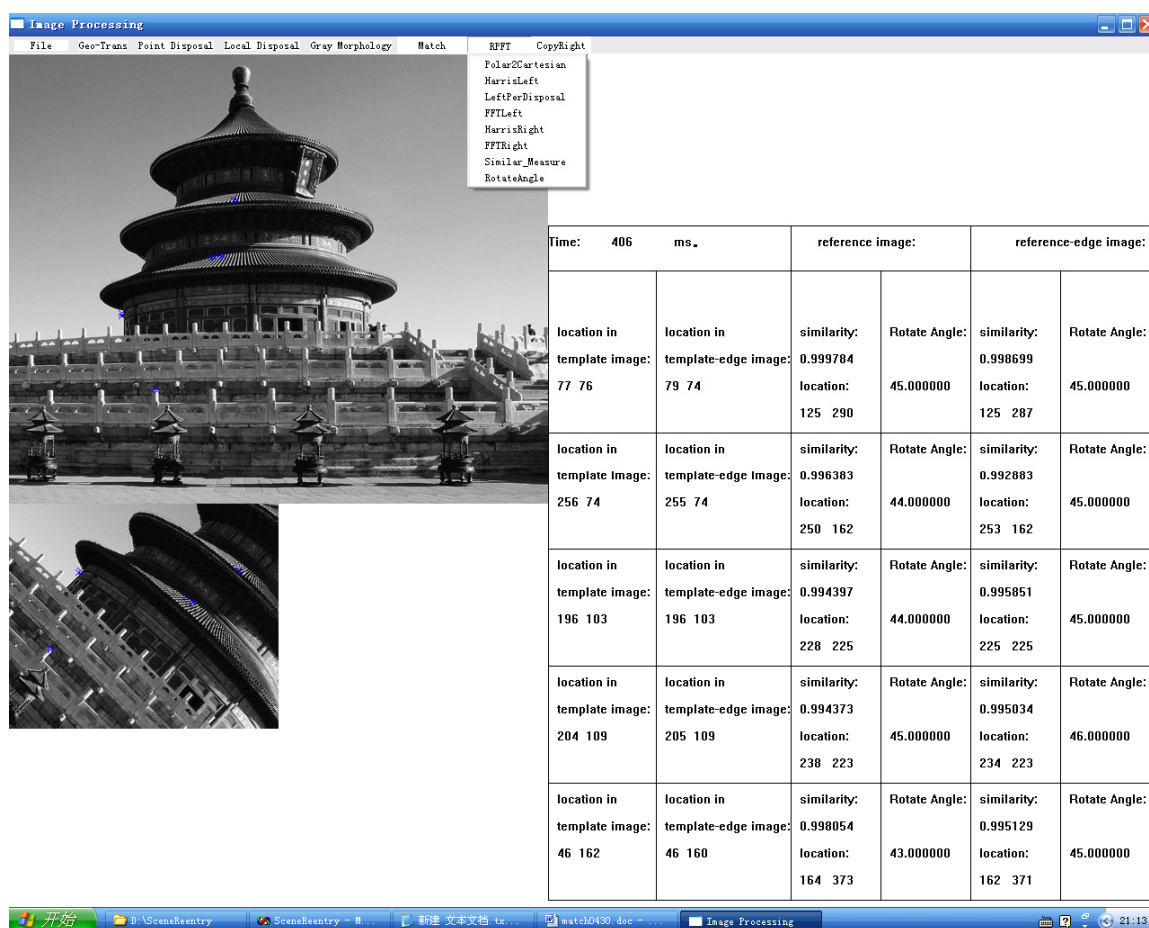 Image Processing
File Geo-Trans Point Disposal Local Disposal Gray Morphology Match RPFT CopyRight
Polar2Cartesian
HarrisLeft
LeftPerDisposal
FFTLeft
HarrisRight
FFTRight
Similar_Measure
RotateAngle
Time: 406 ms. reference image: reference-edge image:
location in location in similarity: Rotate Angle: similarity: Rotate Angle:
template image: template-edge image: 0.999784 0.998699
77 76 79 74 location: 45.000000 location: 45.000000
125 290 125 287
location in location in similarity: Rotate Angle: similarity: Rotate Angle:
template image: template-edge image: 0.996383 0.992883
256 74 255 74 location: 44.000000 location: 45.000000
250 162 253 162
location in location in similarity: Rotate Angle: similarity: Rotate Angle:
template image: template-edge image: 0.994397 0.995851
196 103 196 103 location: 44.000000 location: 45.000000
228 225 225 225
location in location in similarity: Rotate Angle: similarity: Rotate Angle:
template image: template-edge image: 0.994373 0.995034
204 109 205 109 location: 45.000000 location: 46.000000
238 223 234 223
location in location in similarity: Rotate Angle: similarity: Rotate Angle:
template image: template-edge image: 0.998054 0.995129
46 162 46 160 location: 43.000000 location: 45.000000
164 373 162 371
开始 D:\SceneReentry SceneReentry - M... 新建 文本文档.tx... match0430.doc - ... Image Processing 21:13